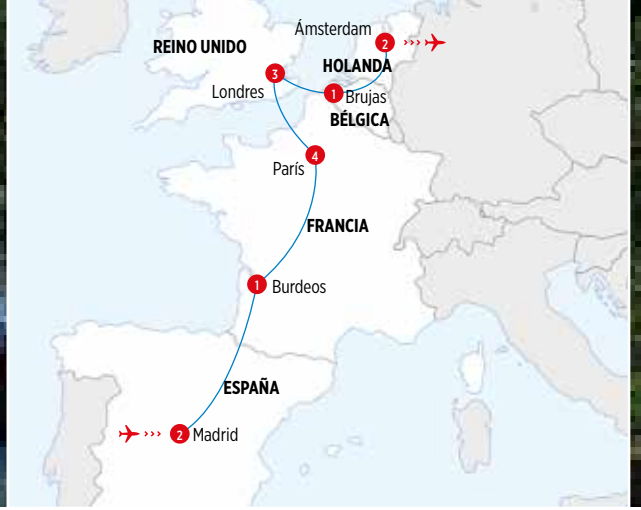 Ámsterdam
REINO UNIDO
2 ›››
HOLANDA
3
Londres
1 Brujas
BÉLGICA
4
París
FRANCIA
1 Burdeos
ESPAÑA
››› 2 Madrid